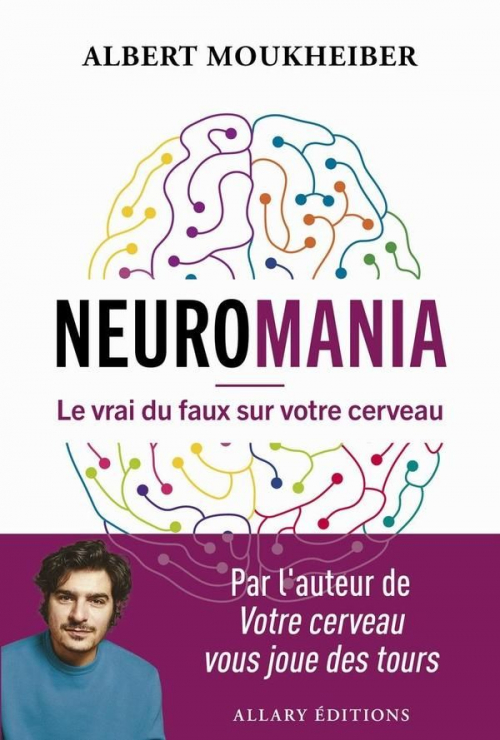 ALBERT MOUKHEIBER
NEUROMANIA
Le vrai du faux sur votre cerveau
Par l'auteur de
Votre cerveau
vous joue des tours
ALLARY ÉDITIONS